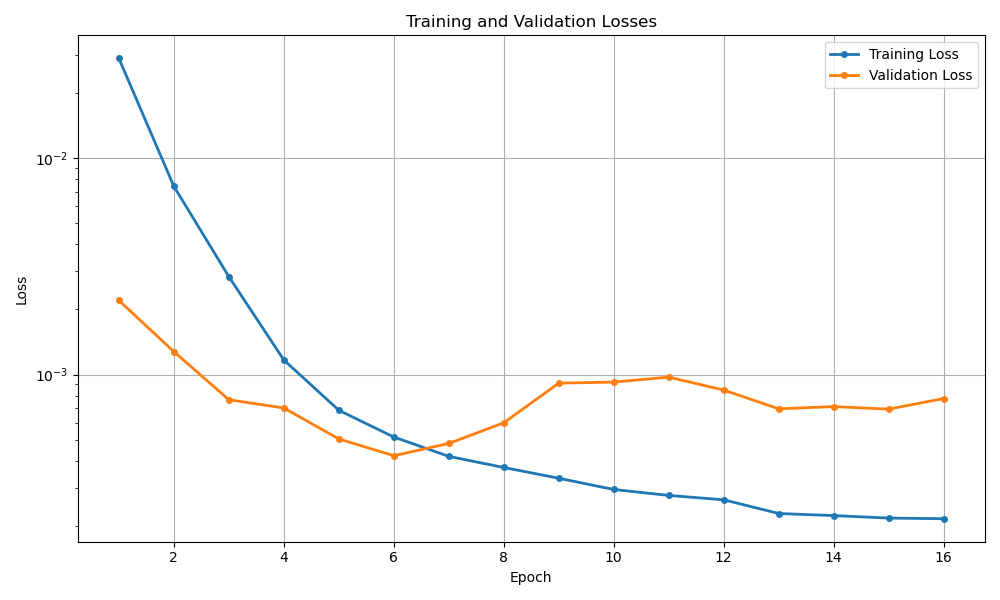 Training and Validation Losses
Training Loss
Validation Loss
10⁻²
10⁻³
Loss
2 4 6 8 10 12 14 16
Epoch